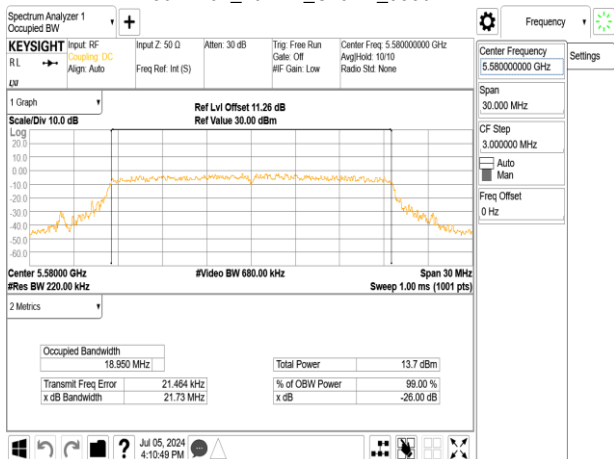 Spectrum Analyzer 1
Occupied BW
Frequency
KEYSIGHT
RL
Input: RF
Coupling: DC
Align: Auto
Input Z: 50 Ω
Freq Ref: Int (S)
Atten: 30 dB
Trig: Free Run
Gate: Off
#IF Gain: Low
Center Freq: 5.580000000 GHz
Avg|Hold: 10/10
Radio Std: None
LXI
Center Frequency
5.580000000 GHz
Settings
Span
30.000 MHz
CF Step
3.000000 MHz
Auto
Man
Freq Offset
0 Hz
1 Graph
Scale/Div 10.0 dB
Ref Lvl Offset 11.26 dB
Ref Value 30.00 dBm
Log
20.0
10.0
0.00
-10.0
-20.0
-30.0
-40.0
-50.0
-60.0
Center 5.58000 GHz
#Res BW 220.00 kHz
#Video BW 680.00 kHz
Span 30 MHz
Sweep 1.00 ms (1001 pts)
2 Metrics
Occupied Bandwidth
18.950 MHz
Transmit Freq Error 21.464 kHz
x dB Bandwidth 21.73 MHz
Total Power 13.7 dBm
% of OBW Power 99.00 %
x dB -26.00 dB
?
Jul 05, 2024
4:10:49 PM